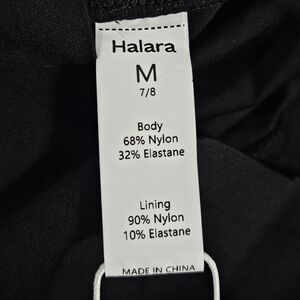 Halara
M
7/8
Body
68% Nylon
32% Elastane
Lining
90% Nylon
10% Elastane
MADE IN CHINA